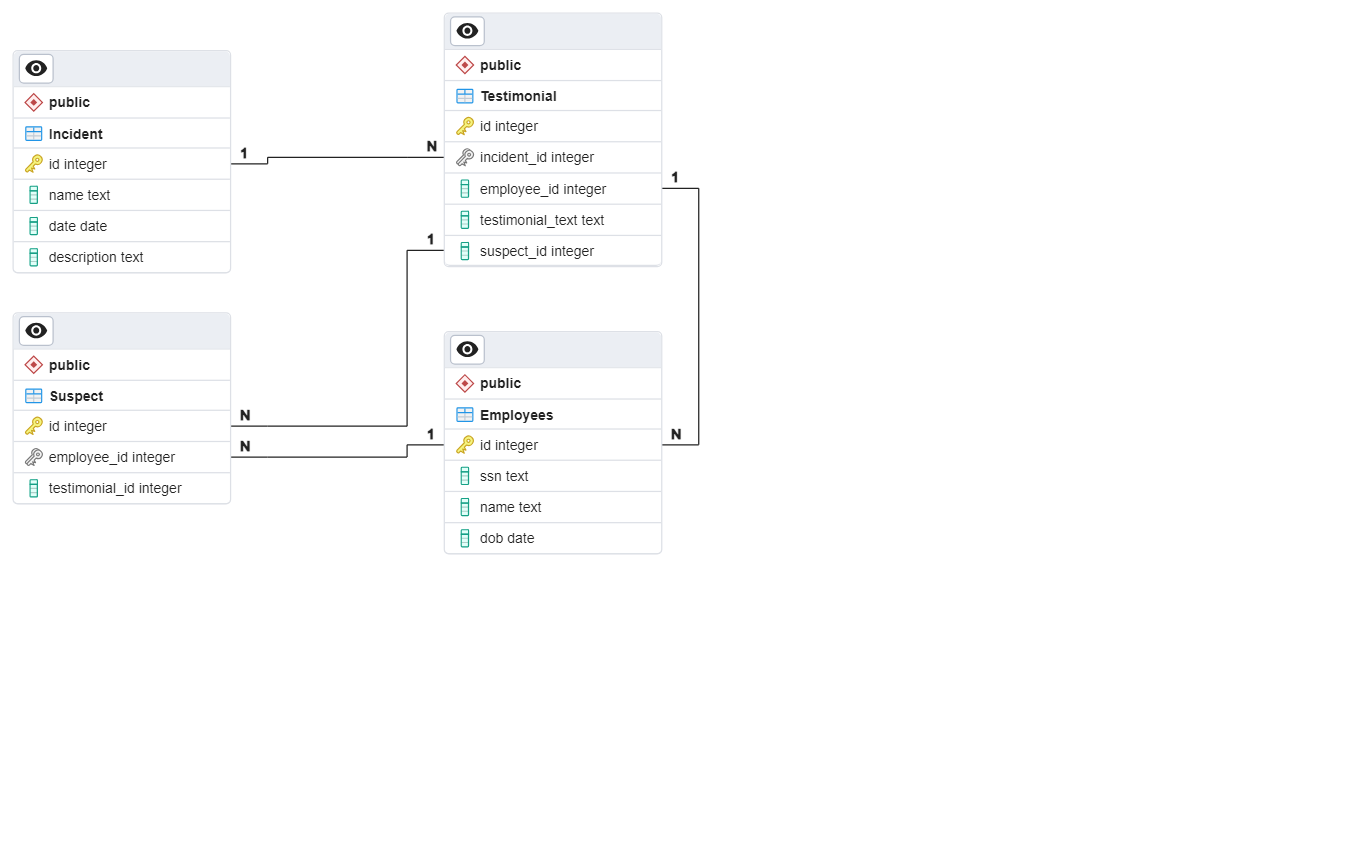 public
Incident
id integer
name text
date date
description text
1
N
public
Testimonial
id integer
incident_id integer
employee_id integer
testimonial_text text
suspect_id integer
1
1
public
Suspect
id integer
employee_id integer
testimonial_id integer
N
N
1
public
Employees
id integer
ssn text
name text
dob date
N